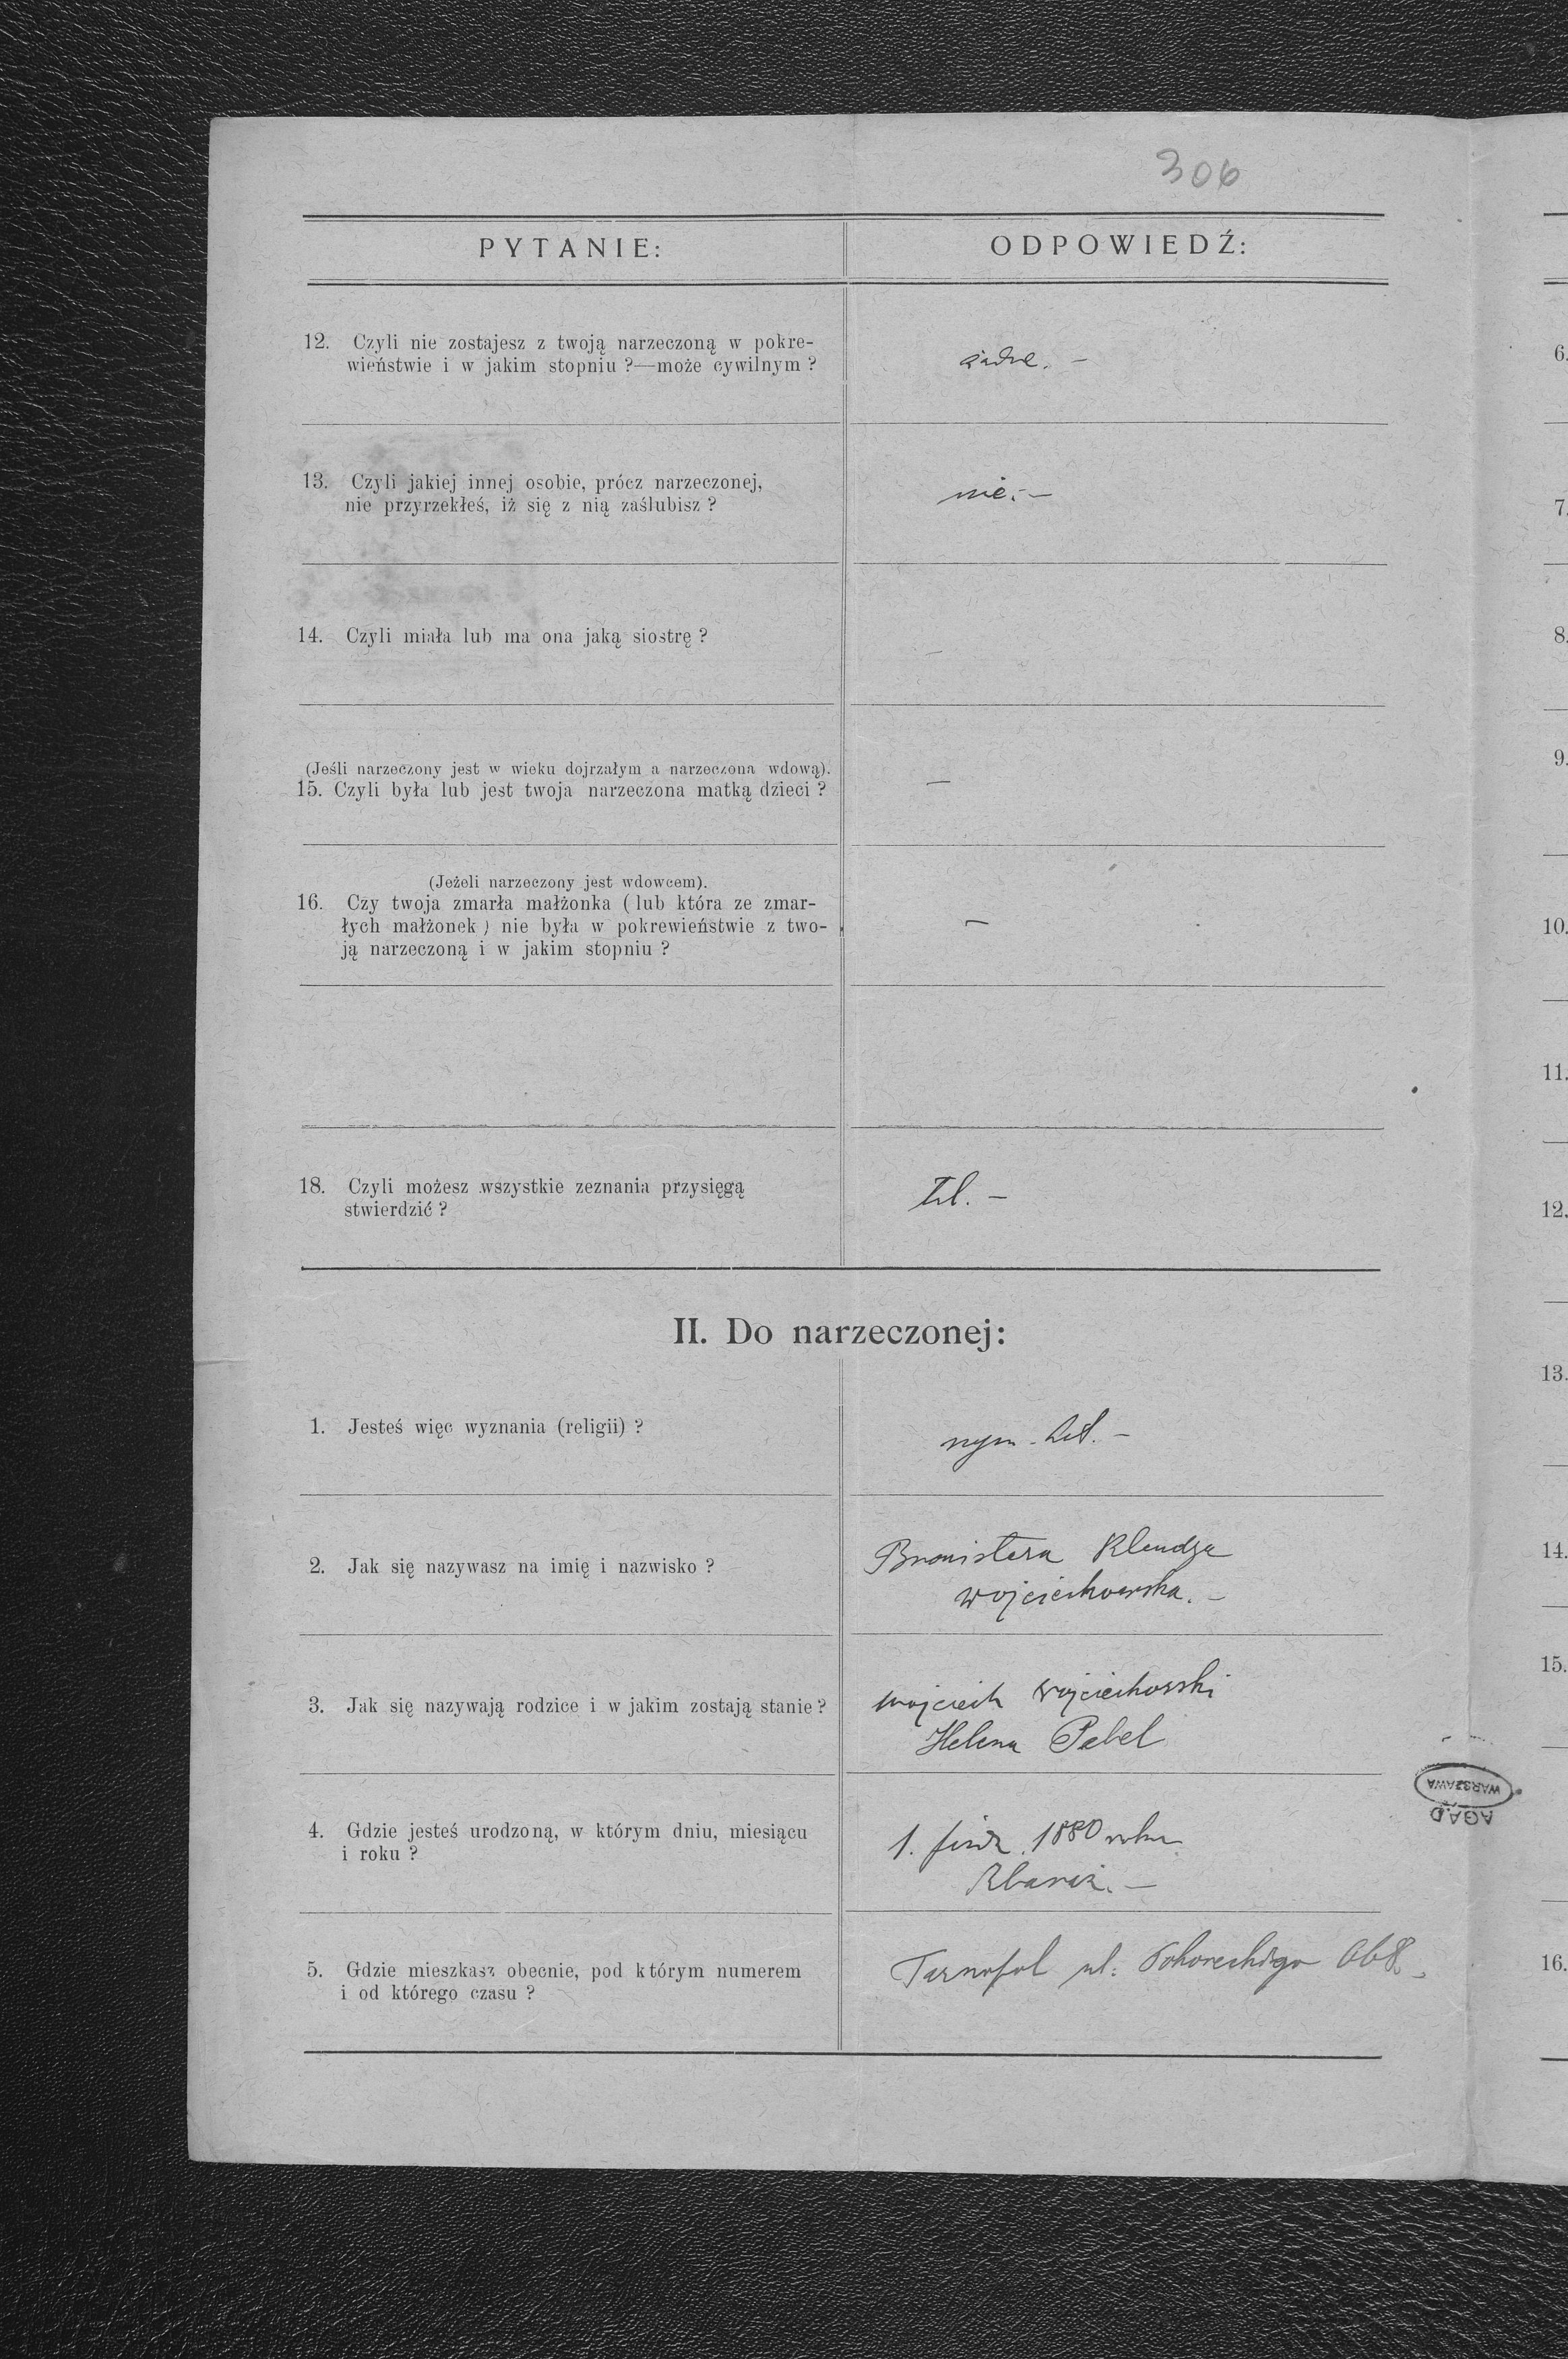 306
PYTANIE:
ODPOWIEDŹ:
12. Czyli nie zostajesz z twoją narzeczoną w pokre-
wieństwie i w jakim stopniu ?—może cywilnym ?
żadne. –
13. Czyli jakiej innej osobie, prócz narzeczonej,
nie przyrzekłeś, iż się z nią zaślubisz ?
nie. –
14. Czyli miała lub ma ona jaką siostrę ?
–
(Jeśli narzeczony jest w wieku dojrzałym a narzeczona wdową).
15. Czyli była lub jest twoja narzeczona matką dzieci ?
–
(Jeżeli narzeczony jest wdowcem).
16. Czy twoja zmarła małżonka ( lub która ze zmar-
łych małżonek ) nie była w pokrewieństwie z two-
ją narzeczoną i w jakim stopniu ?
–
18. Czyli możesz wszystkie zeznania przysięgą
stwierdzić ?
II. Do narzeczonej:
1. Jesteś więc wyznania (religii) ?
rzym.
2. Jak się nazywasz na imię i nazwisko ?
Bronisława
Wojciechowska. –
3. Jak się nazywają rodzice i w jakim zostają stanie ?
Wojciech Wojciechowski
Helena Pabel
4. Gdzie jesteś urodzoną, w którym dniu, miesiącu
i roku ?
1. 1880 roku
Zbaraż. –
5. Gdzie mieszkasz obecnie, pod którym numerem
i od którego czasu ?
Tarnopol ul.
AGAD
WARSZAWA
6.
7.
8.
9.
10.
11.
12.
13.
14.
15.
16.